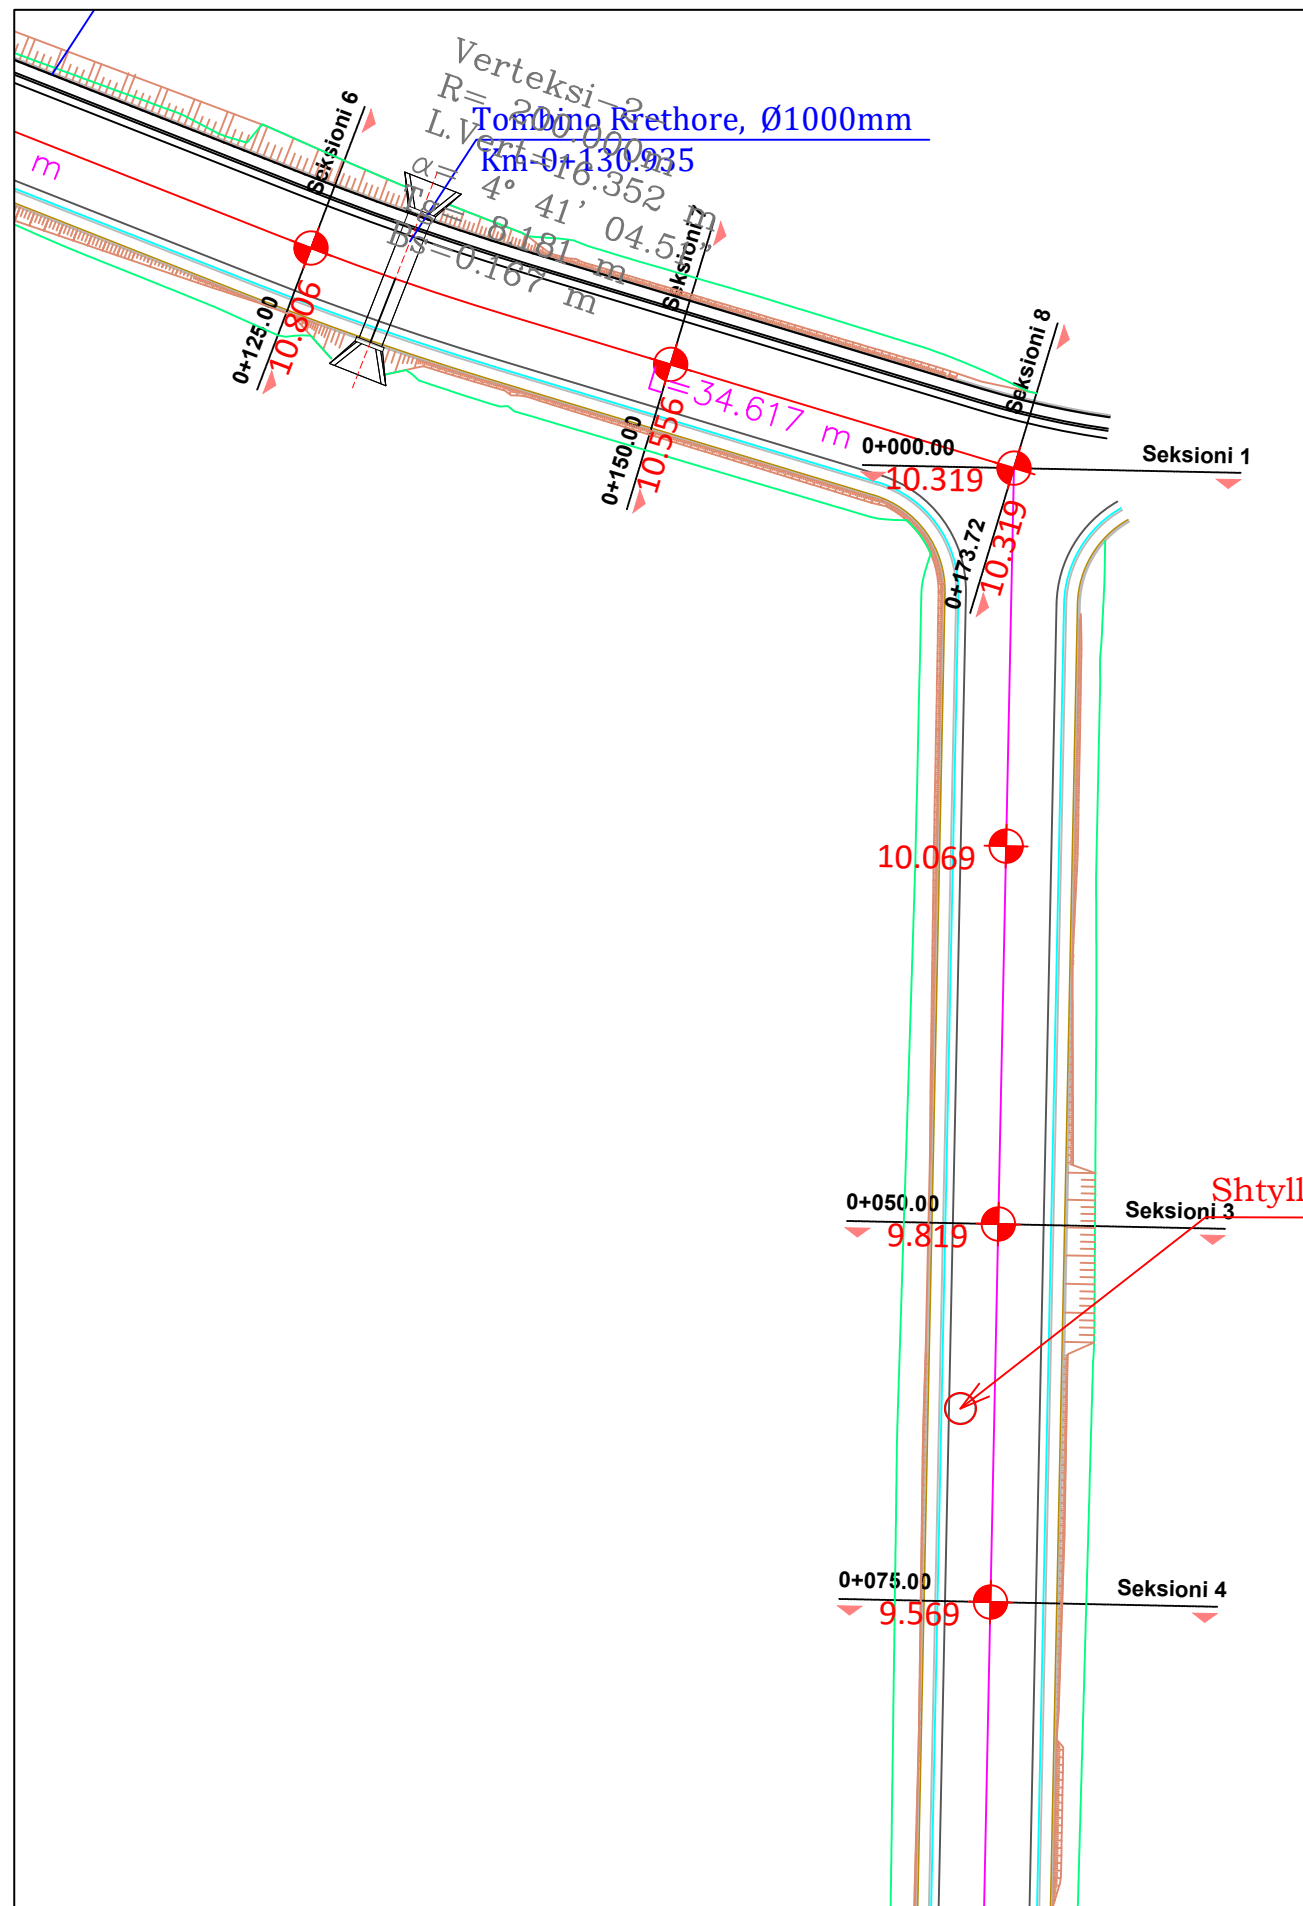 Verteksi-2-
R= 200.000m
L.Vert=16.352 m
α= 4° 41' 04.51"
Tg= 8.181 m
Bs=0.167 m
Tombino Rrethore, Ø1000mm
Km-0+130.935
m
Seksioni 6
0+125.00
10.806
Seksioni 7
0+150.00
10.556
L=34.617 m
Seksioni 8
0+173.72
10.319
0+000.00
10.319
Seksioni 1
10.069
0+050.00
9.819
Seksioni 3
Shtyll
0+075.00
9.569
Seksioni 4